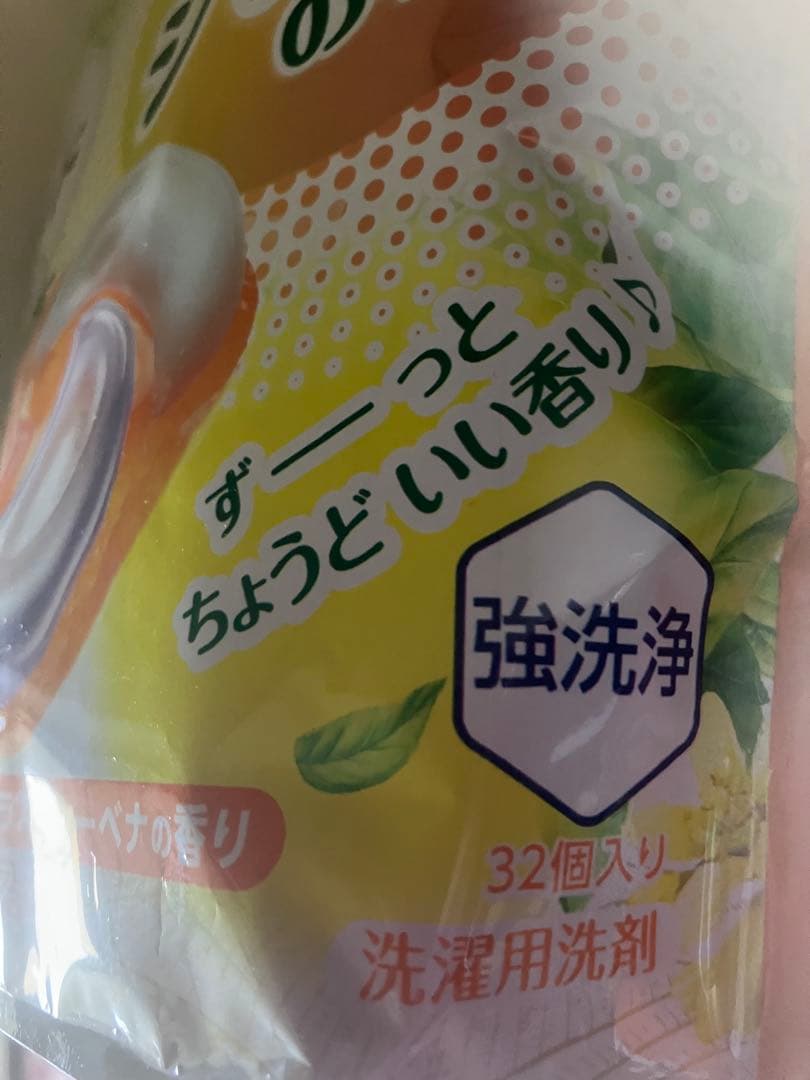 の
ずーっと
ちょうどいい香り♪
強洗浄
ーベナの香り
32個入り
洗濯用洗剤